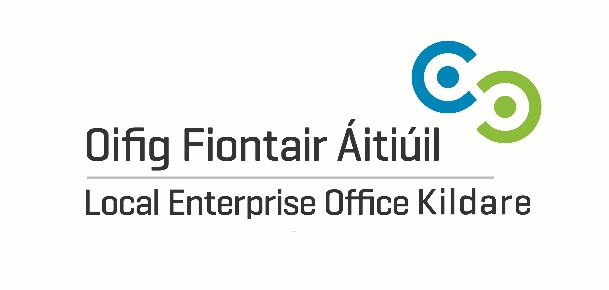 Oifig Fiontair Áitiúil
Local Enterprise Office Kildare